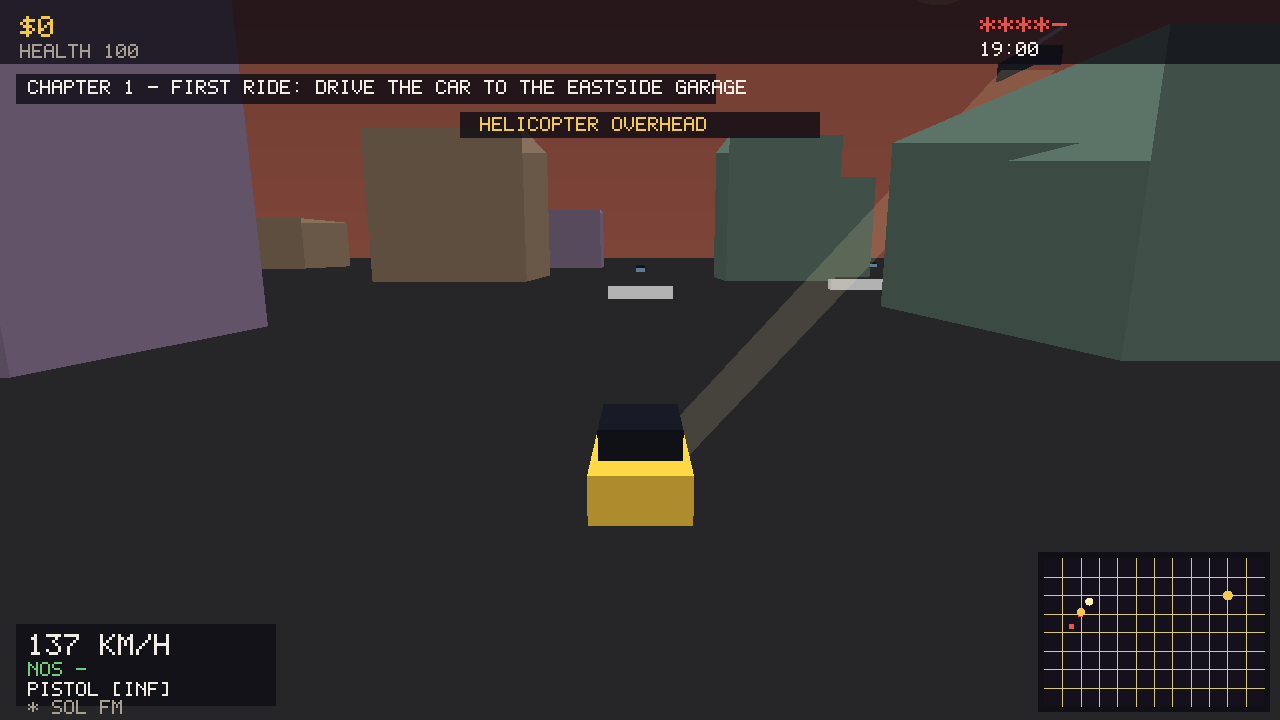 $0
HEALTH 100
****-
19:00
CHAPTER 1 - FIRST RIDE: DRIVE THE CAR TO THE EASTSIDE GARAGE
HELICOPTER OVERHEAD
137 KM/H
NOS -
PISTOL [INF]
* SOL FM